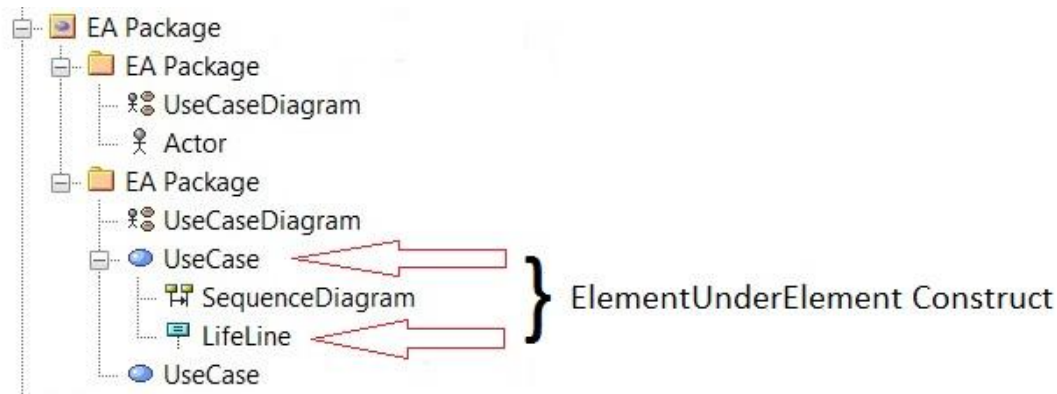 EA Package
EA Package
UseCaseDiagram
Actor
EA Package
UseCaseDiagram
UseCase
SequenceDiagram
LifeLine
UseCase
} ElementUnderElement Construct